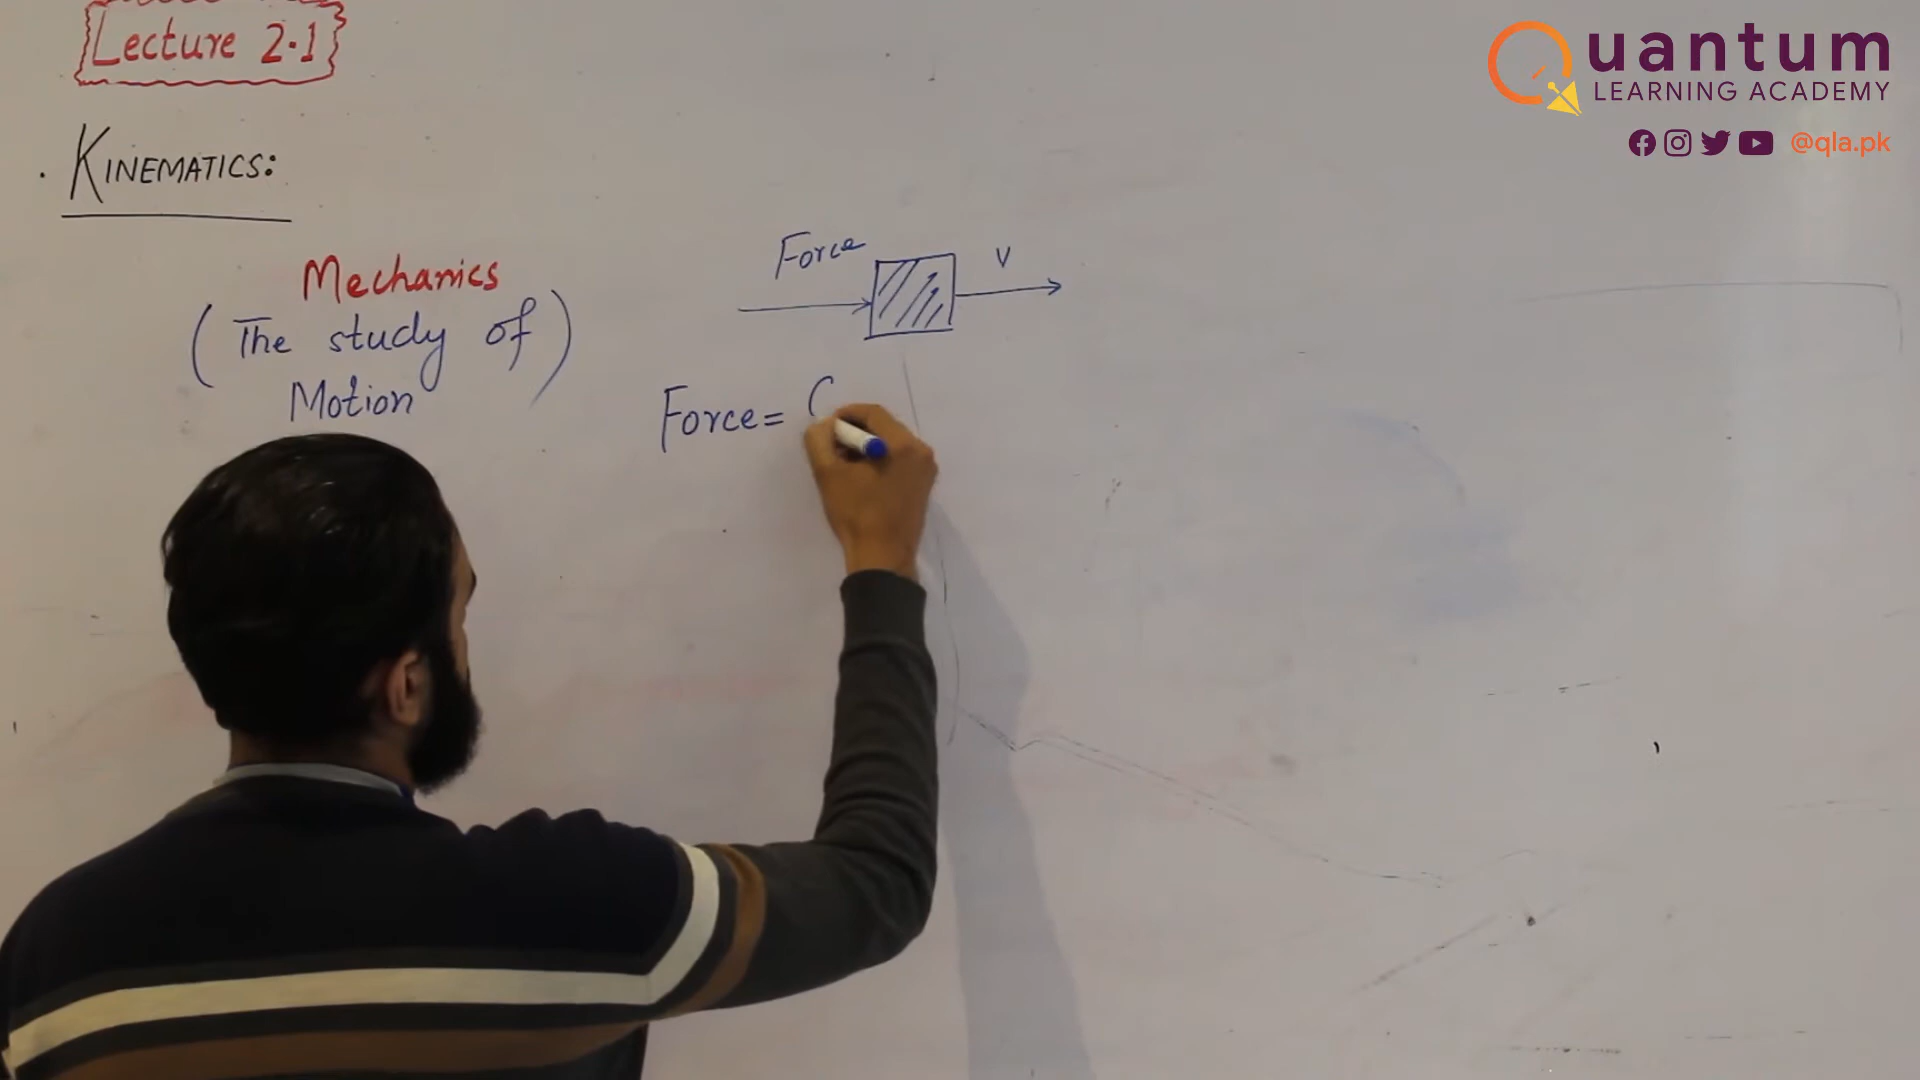 Lecture 2.1
Quantum
LEARNING ACADEMY
@qla.pk
. KINEMATICS:
Mechanics
(The study of)
Motion
Force
v
Force = C